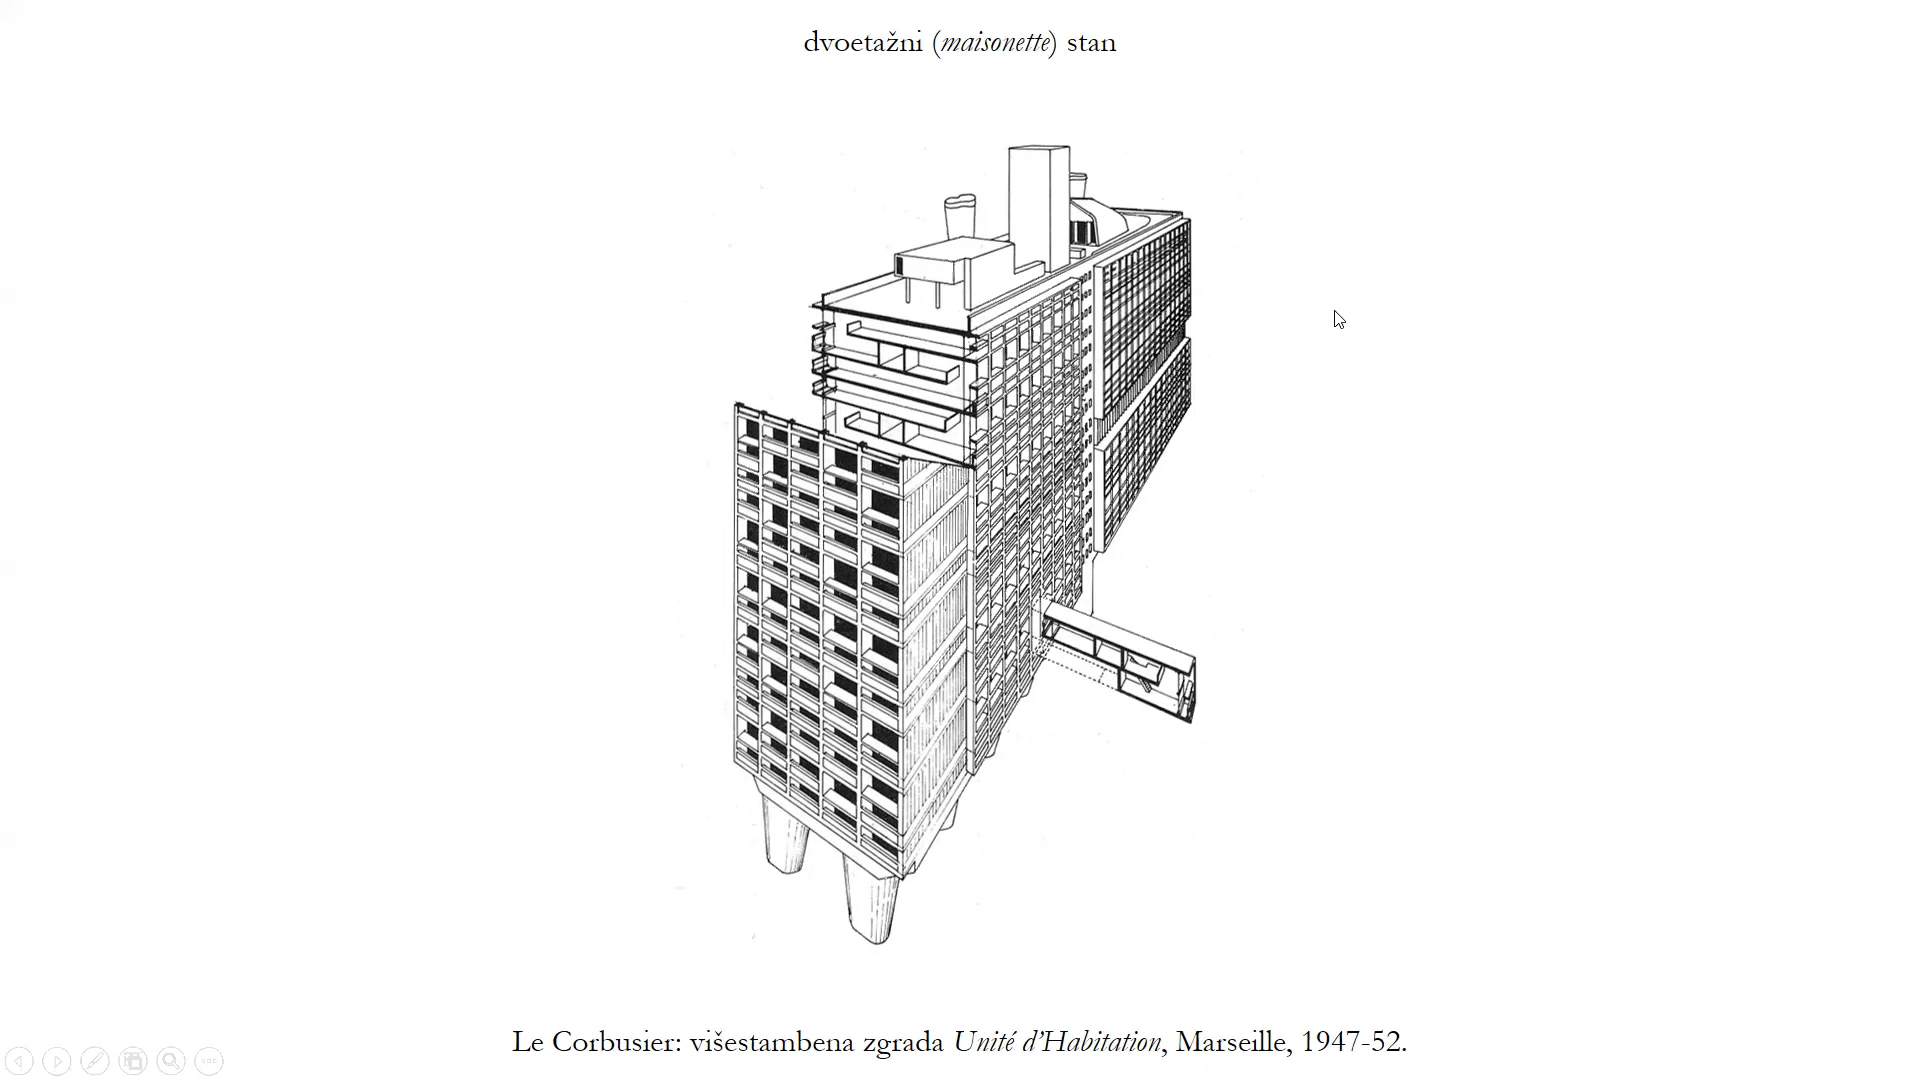 dvoetažni (maisonette) stan
Le Corbusier: višestambena zgrada Unité d’Habitation, Marseille, 1947-52.